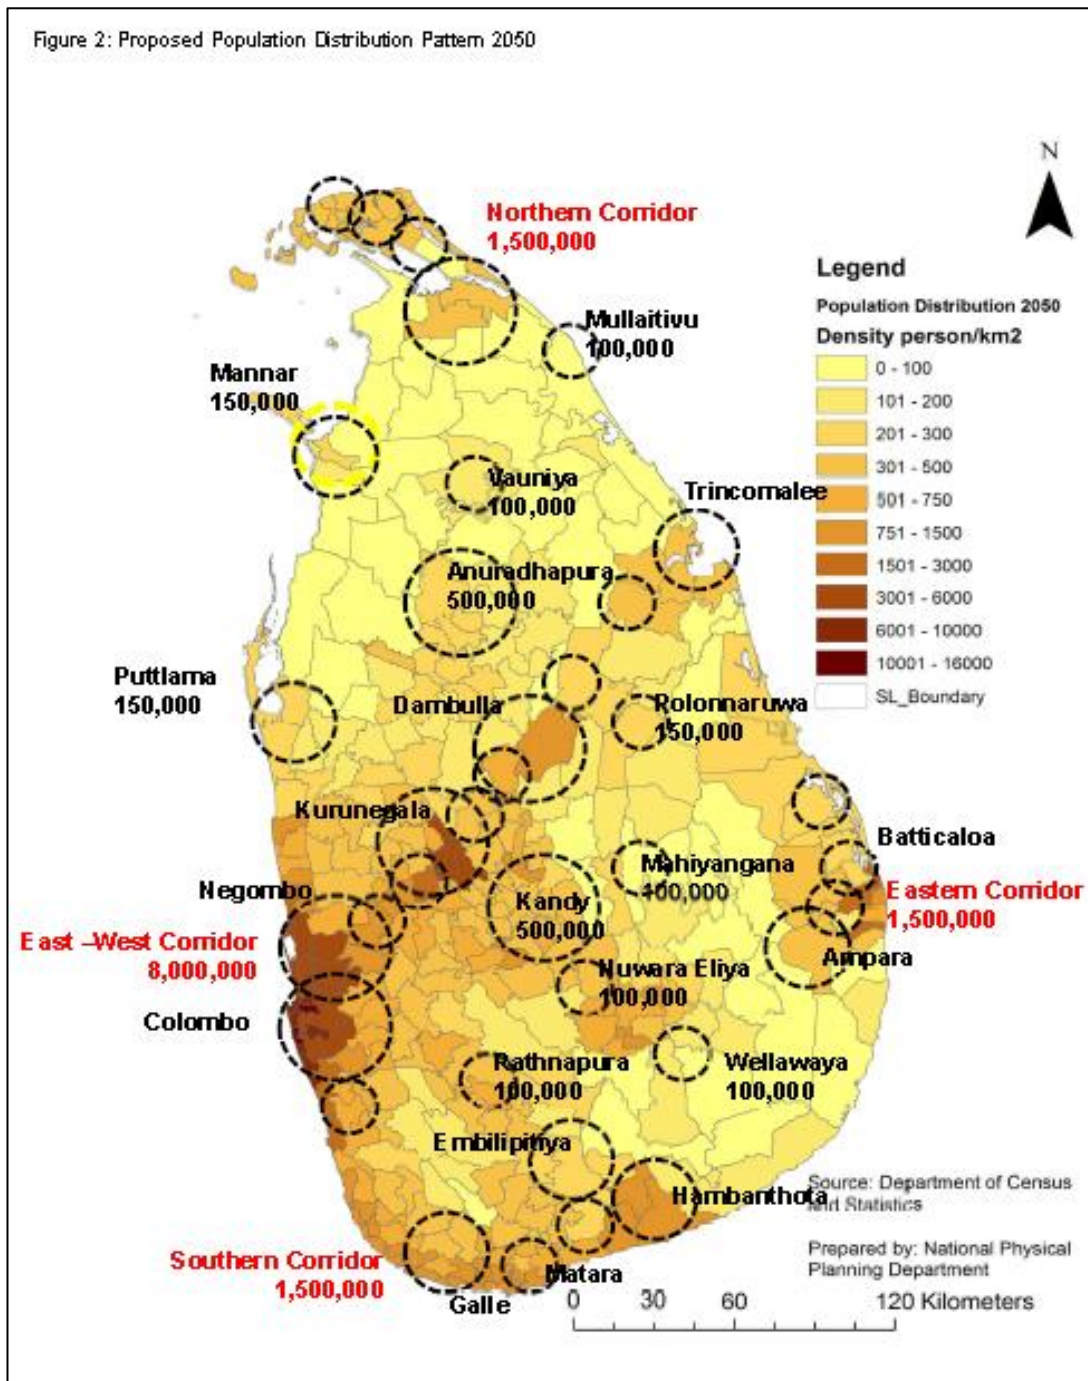 Figure 2: Proposed Population Distribution Pattern 2050
N
Northern Corridor
1,500,000
Legend
Population Distribution 2050
Density person/km2
0 - 100
101 - 200
201 - 300
301 - 500
501 - 750
751 - 1500
1501 - 3000
3001 - 6000
6001 - 10000
10001 - 16000
SL_Boundary
Mullaitivu
100,000
Mannar
150,000
Vauniya
100,000
Trincomalee
Anuradhapura
500,000
Puttlama
150,000
Dambulla
Rolonnaruwa
150,000
Kurunegala
Batticaloa
Mahiyangana
100,000
Negombo
Eastern Corridor
1,500,000
Kandy
500,000
East –West Corridor
8,000,000
Ampara
Nuwara Eliya
100,000
Colombo
Rathnapura
100,000
Wellawaya
100,000
Embilipitiya
Hambanthota
Source: Department of Census
and Statistics
Prepared by: National Physical
Planning Department
Southern Corridor
1,500,000
Matara
Galle
0 30 60 120 Kilometers